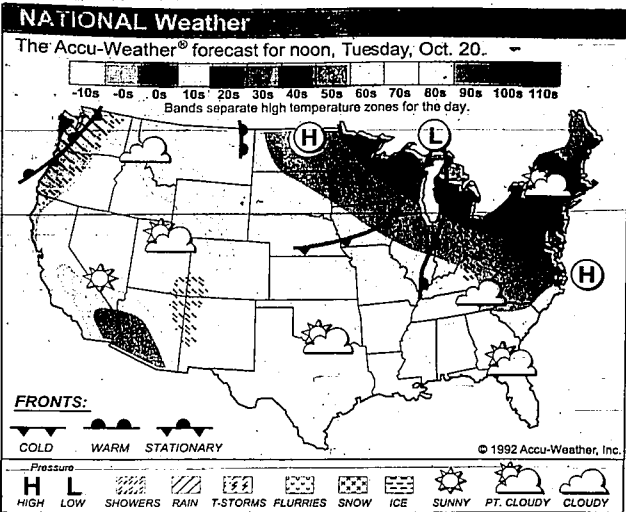 NATIONAL Weather
The Accu-Weather® forecast for noon, Tuesday, Oct. 20.
-10s -0s 0s 10s 20s 30s 40s 50s 60s 70s 80s 90s 100s 110s
Bands separate high temperature zones for the day.
H L
H
FRONTS:
COLD WARM STATIONARY
© 1992 Accu-Weather, Inc.
Pressure
H L
HIGH LOW SHOWERS RAIN T-STORMS FLURRIES SNOW ICE SUNNY PT. CLOUDY CLOUDY